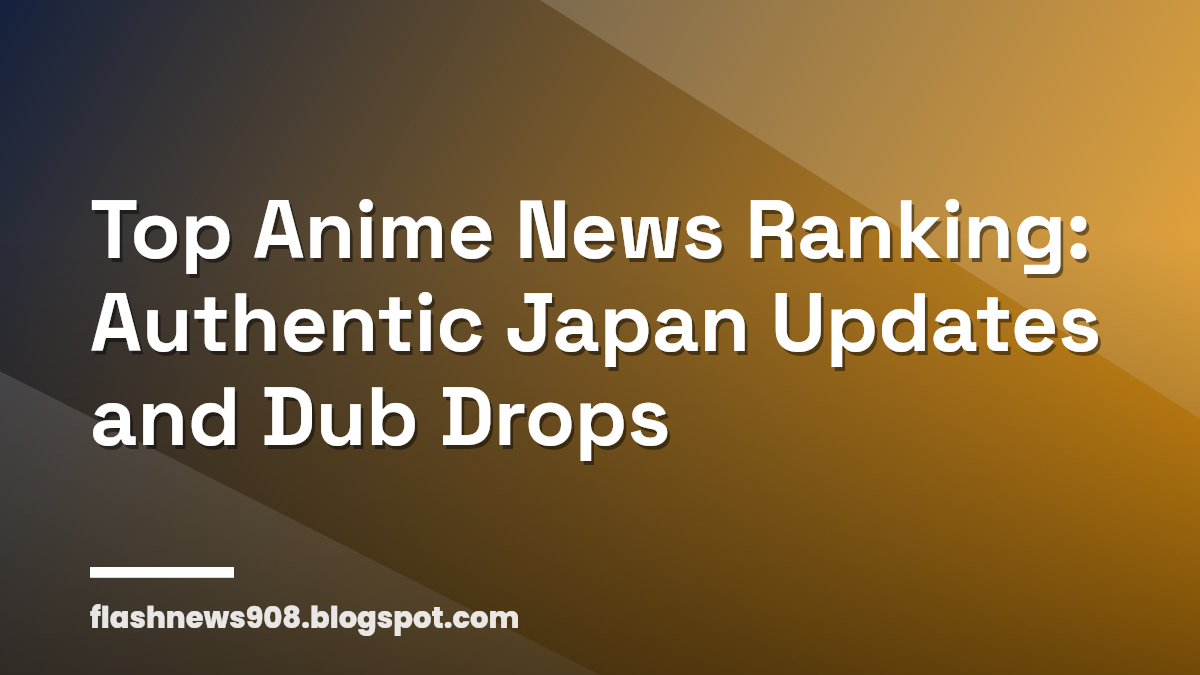 Top Anime News Ranking:
Authentic Japan Updates
and Dub Drops
flashnews908.blogspot.com